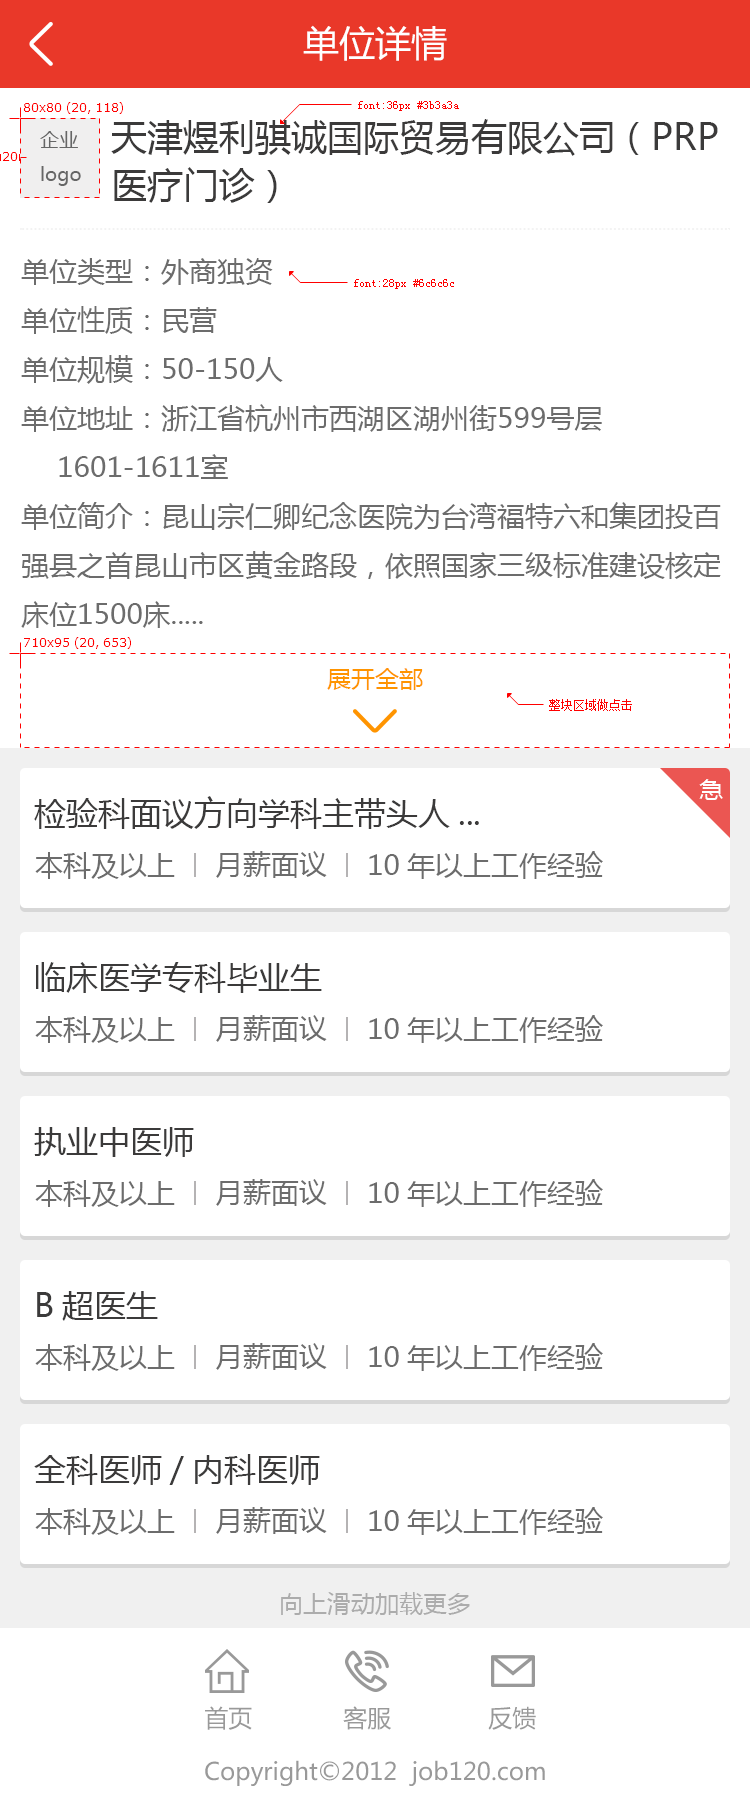 单位详情
80x80 (20, 118)
font:36px #3b3a3a
企业
logo
天津煜利骐诚国际贸易有限公司（PRP
医疗门诊）
单位类型：外商独资
font:28px #6c6c6c
单位性质：民营
单位规模：50-150人
单位地址：浙江省杭州市西湖区湖州街599号层
1601-1611室
单位简介：昆山宗仁卿纪念医院为台湾福特六和集团投百
强县之首昆山市区黄金路段，依照国家三级标准建设核定
床位1500床.....
710x95 (20, 653)
展开全部
整块区域做点击
急
检验科面议方向学科主带头人 ...
本科及以上 | 月薪面议 | 10 年以上工作经验
临床医学专科毕业生
本科及以上 | 月薪面议 | 10 年以上工作经验
执业中医师
本科及以上 | 月薪面议 | 10 年以上工作经验
B 超医生
本科及以上 | 月薪面议 | 10 年以上工作经验
全科医师 / 内科医师
本科及以上 | 月薪面议 | 10 年以上工作经验
向上滑动加载更多
首页 客服 反馈
Copyright©2012 job120.com